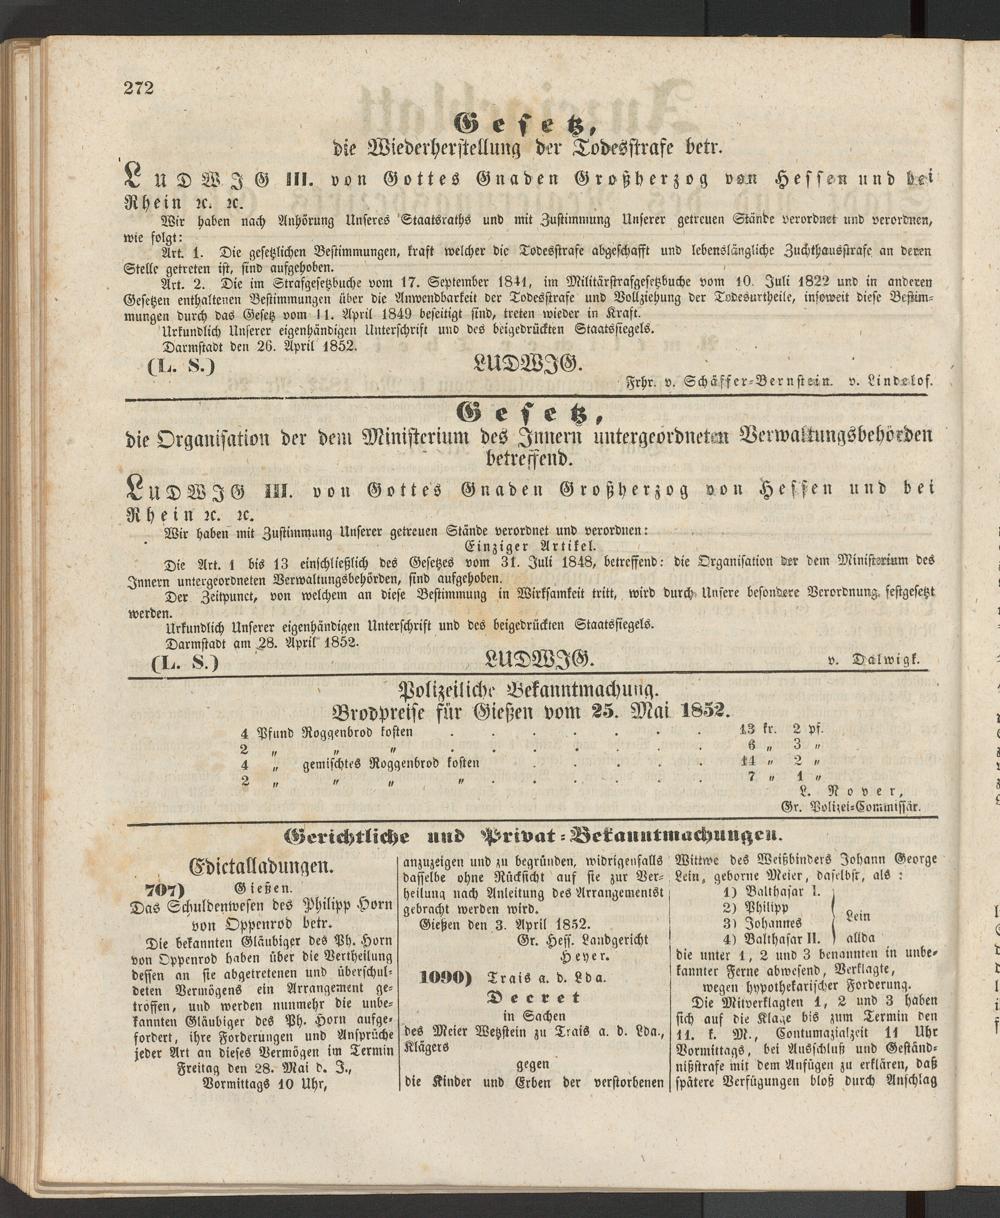 272
Gesetz,
die Wiederherstellung der Todesstrafe betr.
LUDWIG III. von Gottes Gnaden Großherzog von Hessen und bei
Rhein ꝛc. ꝛc.
Wir haben nach Anhörung Unseres Staatsraths und mit Zustimmung Unserer getreuen Stände verordnet und verordnen,
wie folgt:
Art. 1. Die gesetzlichen Bestimmungen, kraft welcher die Todesstrafe abgeschafft und lebenslängliche Zuchthausstrafe an deren
Stelle getreten ist, sind aufgehoben.
Art. 2. Die im Strafgesetzbuche vom 17. September 1841, im Militärstrafgesetzbuche vom 10. Juli 1822 und in anderen
Gesetzen enthaltenen Bestimmungen über die Anwendbarkeit der Todesstrafe und Vollziehung der Todesurtheile, insoweit diese Bestim-
mungen durch das Gesetz vom 11. April 1849 beseitigt sind, treten wieder in Kraft.
Urkundlich Unserer eigenhändigen Unterschrift und des beigedrückten Staatssiegels.
Darmstadt den 26. April 1852.
(L. S.) LUDWIG.
Frhr. v. Schäffer-Bernstein. v. Lindelof.
Gesetz,
die Organisation der dem Ministerium des Innern untergeordneten Verwaltungsbehörden
betreffend.
LUDWIG III. von Gottes Gnaden Großherzog von Hessen und bei
Rhein ꝛc. ꝛc.
Wir haben mit Zustimmung Unserer getreuen Stände verordnet und verordnen:
Einziger Artikel.
Die Art. 1 bis 13 einschließlich des Gesetzes vom 31. Juli 1848, betreffend: die Organisation der dem Ministerium des
Innern untergeordneten Verwaltungsbehörden, sind aufgehoben.
Der Zeitpunct, von welchem an diese Bestimmung in Wirksamkeit tritt, wird durch Unsere besondere Verordnung festgesetzt
werden.
Urkundlich Unserer eigenhändigen Unterschrift und des beigedrückten Staatssiegels.
Darmstadt am 28. April 1852.
(L. S.) LUDWIG. v. Dalwigk.
Polizeiliche Bekanntmachung.
Brodpreise für Gießen vom 25. Mai 1852.
4 Pfund Roggenbrod kosten . . . . . . . 13 kr. 2 pf.
2 „ „ „ . . . . . . . 6 „ 3 „
4 „ gemischtes Roggenbrod kosten . . . . . 14 „ 2 „
2 „ „ „ „ . . . . . . 7 „ 1 „
L. Nover,
Gr. Polizei-Commissär.
Gerichtliche und Privat-Bekanntmachungen.
Edictalladungen.
707) Gießen.
Das Schuldenwesen des Philipp Horn
von Oppenrod betr.
Die bekannten Gläubiger des Ph. Horn
von Oppenrod haben über die Vertheilung
dessen an sie abgetretenen und überschul-
deten Vermögens ein Arrangement ge-
troffen, und werden nunmehr die unbe-
kannten Gläubiger des Ph. Horn aufge-
fordert, ihre Forderungen und Ansprüche
jeder Art an dieses Vermögen im Termin
Freitag den 28. Mai d. J.,
Vormittags 10 Uhr,
anzuzeigen und zu begründen, widrigenfalls
dasselbe ohne Rücksicht auf sie zur Ver-
theilung nach Anleitung des Arrangements
gebracht werden wird.
Gießen den 3. April 1852.
Gr. Hess. Landgericht
Heyer.
1090) Trais a. d. Lda.
Decret
in Sachen
des Meier Wetzstein zu Trais a. d. Lda.,
Klägers
gegen
die Kinder und Erben der verstorbenen
Wittwe des Weißbinders Johann George
Lein, geborne Meier, daselbst, als:
1) Balthasar I.
2) Philipp
3) Johannes
4) Balthasar II.
Lein
allda
die unter 1, 2 und 3 benannten in unbe-
kannter Ferne abwesend, Verklagte,
wegen hypothekarischer Forderung.
Die Mitverklagten 1, 2 und 3 haben
sich auf die Klage bis zum Termin den
11. k. M., Contumazialzeit 11 Uhr
Vormittags, bei Ausschluß und Geständ-
nißstrafe mit dem Anfügen zu erklären, daß
spätere Verfügungen bloß durch Anschlag